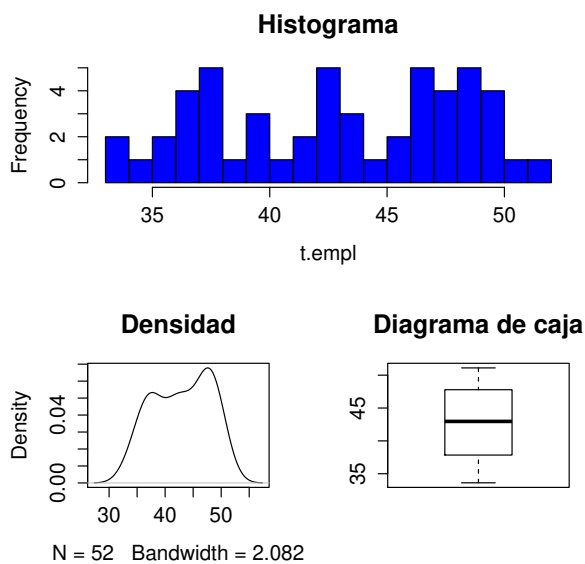 Histograma
Frequency
0
2
4
35
40
45
50
t.empl
Densidad
Density
0.00
0.04
30
40
50
N = 52 Bandwidth = 2.082
Diagrama de caja
35
45